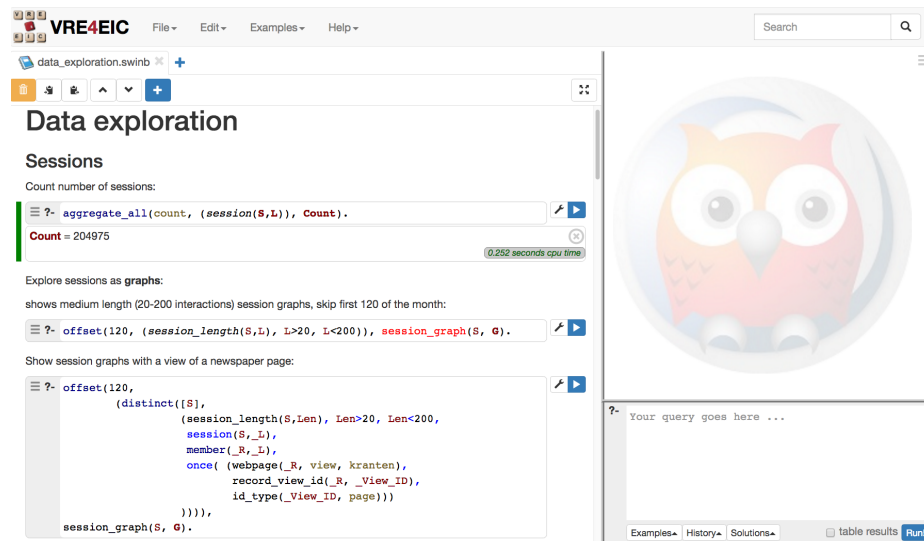 VRE
EIC
VRE4EIC File Edit Examples Help Search
data_exploration.swinb
Data exploration
Sessions
Count number of sessions:
?- aggregate_all(count, (session(S,L)), Count).
Count = 204975
0.252 seconds cpu time
Explore sessions as graphs:
shows medium length (20-200 interactions) session graphs, skip first 120 of the month:
?- offset(120, (session_length(S,L), L>20, L<200)), session_graph(S, G).
Show session graphs with a view of a newspaper page:
?- offset(120,
(distinct([S],
(session_length(S,Len), Len>20, Len<200,
session(S,_L),
member(_R,_L),
once( (webpage(_R, view, kranten),
record_view_id(_R, _View_ID),
id_type(_View_ID, page)))
)))),
session_graph(S, G).
?- Your query goes here ...
Examples History Solutions table results Run!